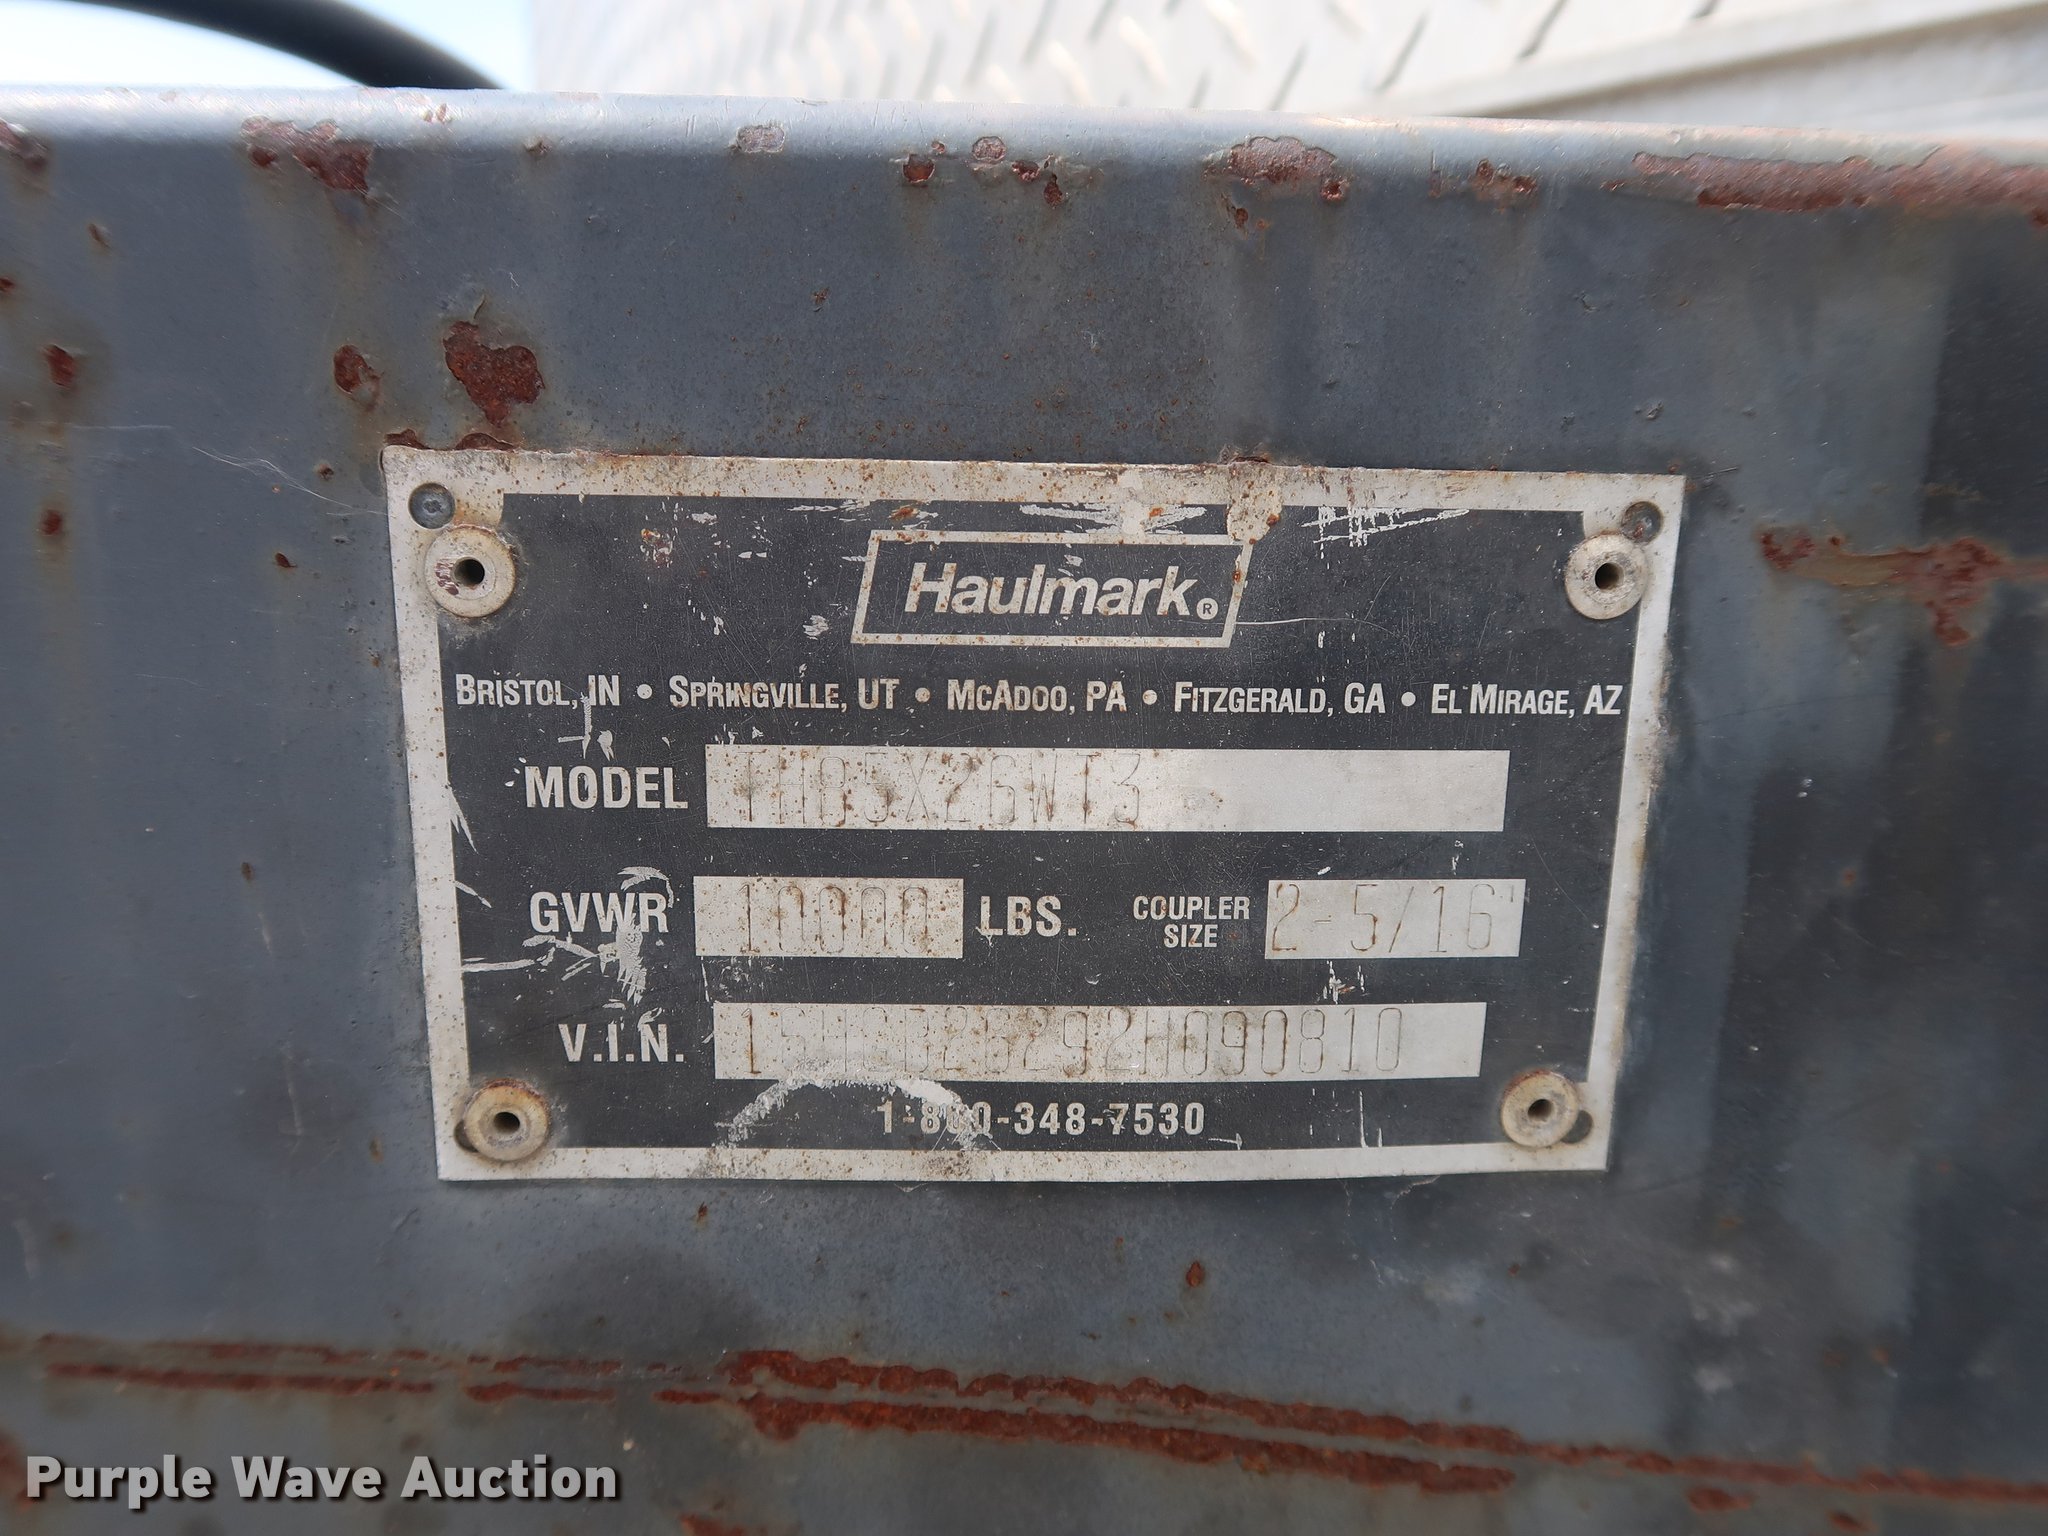 Haulmark®
BRISTOL, IN • SPRINGVILLE, UT • MCADOO, PA • FITZGERALD, GA • EL MIRAGE, AZ
MODEL TH85X26WT3
GVWR 10000 LBS. COUPLER SIZE 2-5/16"
V.I.N.
1-800-348-7530
Purple Wave Auction